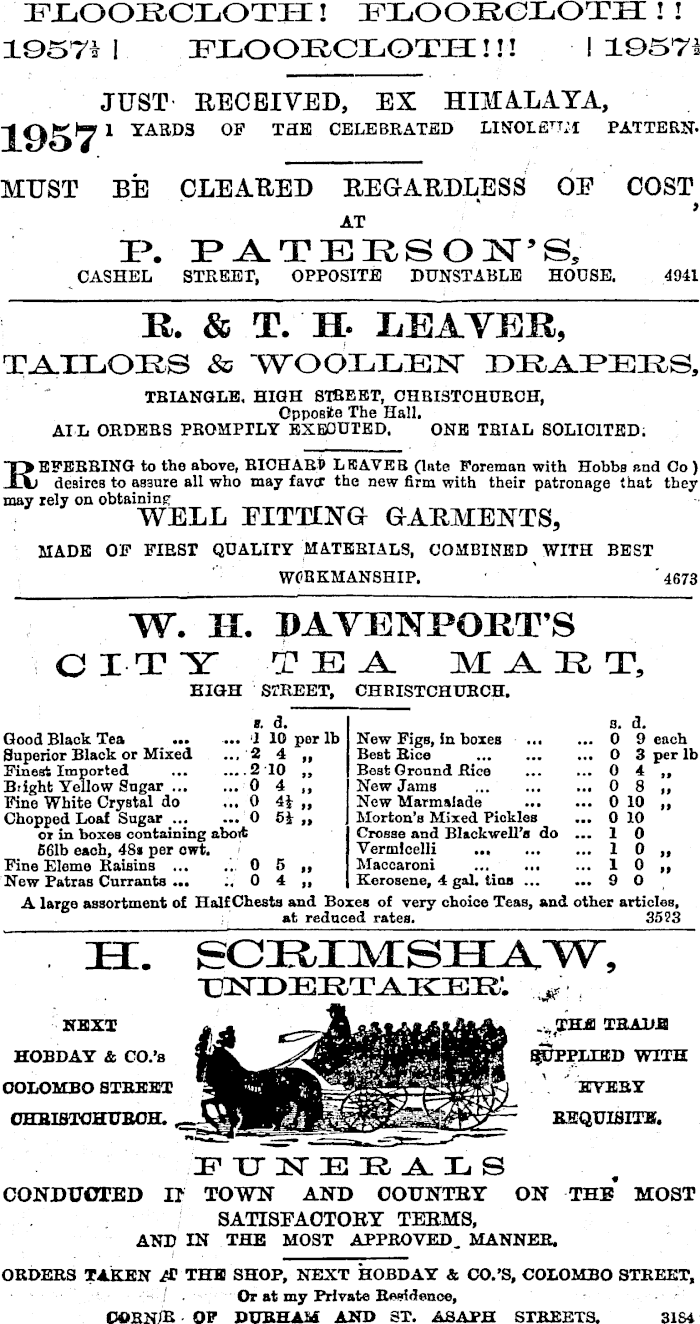 FLOORCLOTH! FLOORCLOTH!!
1957½ | FLOORCLOTH!!! | 1957½
JUST RECEIVED, EX HIMALAYA,
1957½ YARDS OF THE CELEBRATED LINOLEUM PATTERN.
MUST BE CLEARED REGARDLESS OF COST,
AT
P. PATERSON'S,
CASHEL STREET, OPPOSITE DUNSTABLE HOUSE. 4941
R. & T. H. LEAVER,
TAILORS & WOOLLEN DRAPERS,
TRIANGLE, HIGH STREET, CHRISTCHURCH,
Opposite The Hall.
ALL ORDERS PROMPTLY EXECUTED. ONE TRIAL SOLICITED.
REFERRING to the above, RICHARD LEAVER (late Foreman with Hobbs and Co)
desires to assure all who may favor the new firm with their patronage that they
may rely on obtaining
WELL FITTING GARMENTS,
MADE OF FIRST QUALITY MATERIALS, COMBINED WITH BEST
WORKMANSHIP. 4673
W. H. DAVENPORT'S
CITY TEA MART,
HIGH STREET, CHRISTCHURCH.
s. d.
Good Black Tea ... ... 1 10 per lb
Superior Black or Mixed ... 2 4 „
Finest Imported ... ... 2 10 „
Bright Yellow Sugar ... ... 0 4 „
Fine White Crystal do ... 0 4½ „
Chopped Loaf Sugar ... ... 0 5½ „
or in boxes containing about
56lb each, 48s per cwt.
Fine Eleme Raisins ... ... 0 5 „
New Patras Currants ... ... 0 4 „
s. d.
New Figs, in boxes ... ... 0 9 each
Best Rice ... ... ... 0 3 per lb
Best Ground Rice ... ... 0 4 „
New Jams ... ... ... 0 8 „
New Marmalade ... ... 0 10 „
Morton's Mixed Pickles ... 0 10
Crosse and Blackwell's do ... 1 0
Vermicelli ... ... ... 1 0 „
Maccaroni ... ... ... 1 0 „
Kerosene, 4 gal. tins ... ... 9 0
A large assortment of Half Chests and Boxes of very choice Teas, and other articles,
at reduced rates. 3523
H. SCRIMSHAW,
UNDERTAKER.
NEXT
HOBDAY & CO.'s
COLOMBO STREET
CHRISTCHURCH.
THE TRADE
SUPPLIED WITH
EVERY
REQUISITE.
FUNERALS
CONDUCTED IN TOWN AND COUNTRY ON THE MOST
SATISFACTORY TERMS,
AND IN THE MOST APPROVED MANNER.
ORDERS TAKEN AT THE SHOP, NEXT HOBDAY & CO.'S, COLOMBO STREET,
Or at my Private Residence,
CORNER OF DURHAM AND ST. ASAPH STREETS. 3184